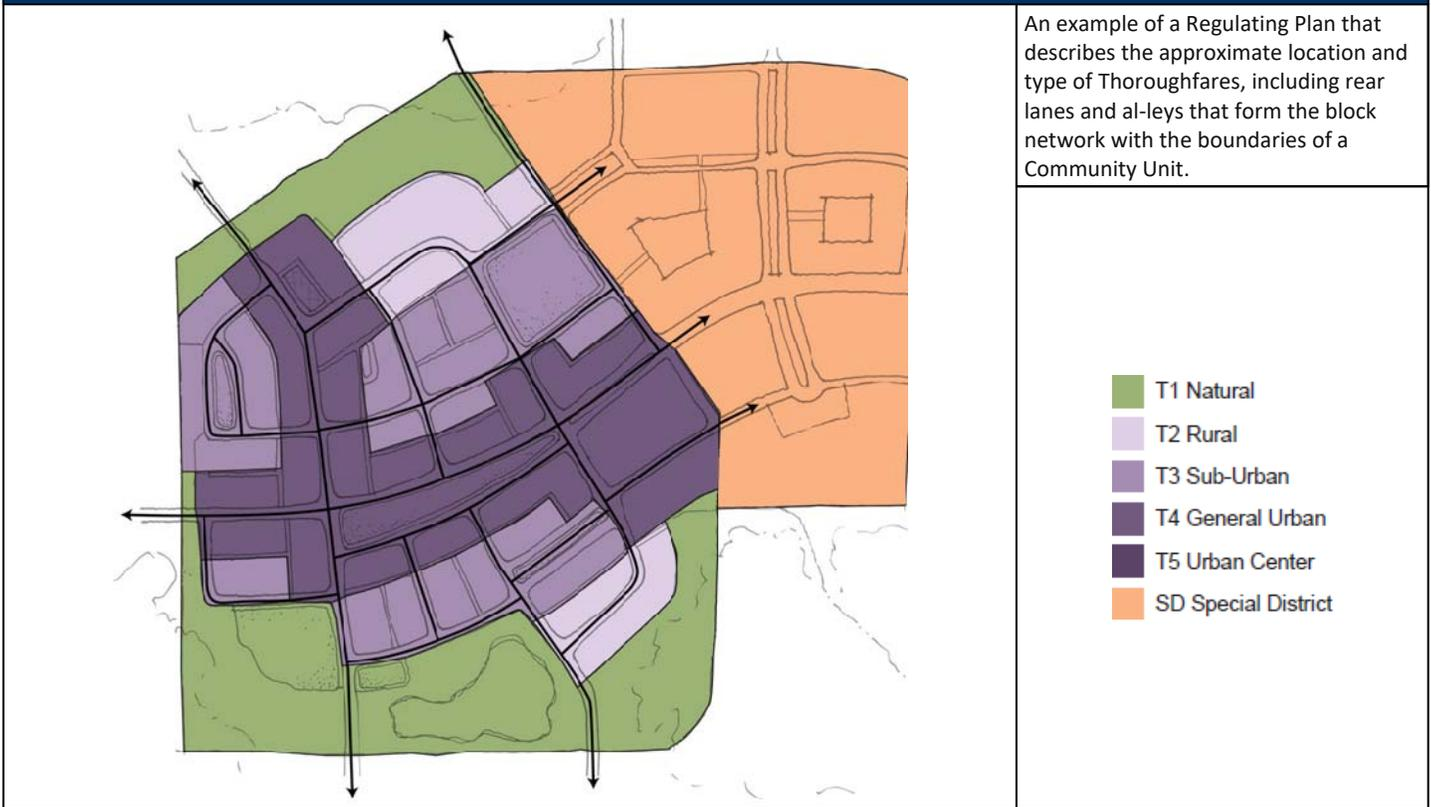 An example of a Regulating Plan that
describes the approximate location and
type of Thoroughfares, including rear
lanes and al-leys that form the block
network with the boundaries of a
Community Unit.
T1 Natural
T2 Rural
T3 Sub-Urban
T4 General Urban
T5 Urban Center
SD Special District